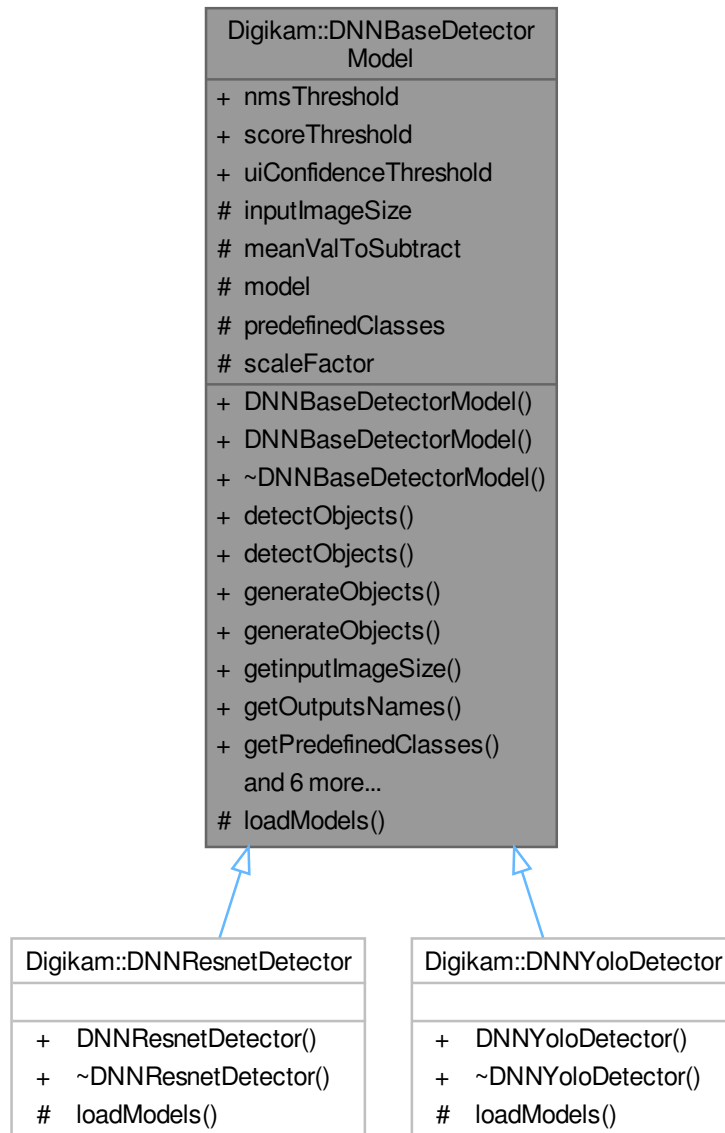 Digikam::DNNBaseDetector
Model
+ nmsThreshold
+ scoreThreshold
+ uiConfidenceThreshold
# inputImageSize
# meanValToSubtract
# model
# predefinedClasses
# scaleFactor
+ DNNBaseDetectorModel()
+ DNNBaseDetectorModel()
+ ~DNNBaseDetectorModel()
+ detectObjects()
+ detectObjects()
+ generateObjects()
+ generateObjects()
+ getinputImageSize()
+ getOutputsNames()
+ getPredefinedClasses()
and 6 more...
# loadModels()
Digikam::DNNResnetDetector
+ DNNResnetDetector()
+ ~DNNResnetDetector()
# loadModels()
Digikam::DNNYoloDetector
+ DNNYoloDetector()
+ ~DNNYoloDetector()
# loadModels()